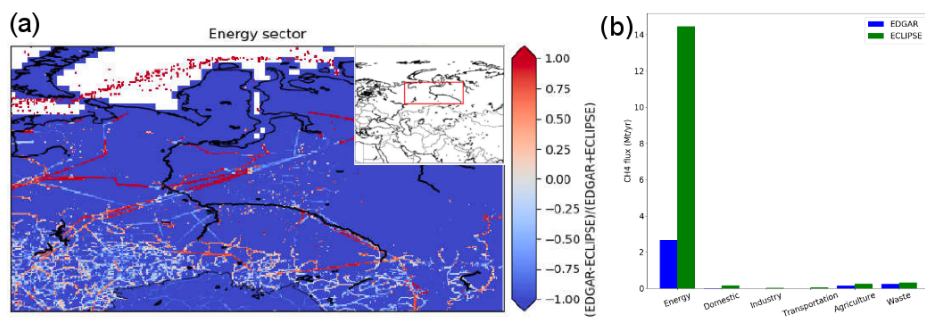 (a)
Energy sector
1.00
0.75
0.50
0.25
0.00
−0.25
−0.50
−0.75
−1.00
(EDGAR-ECLIPSE)/(EDGAR+ECLIPSE)
(b)
EDGAR
ECLIPSE
CH4 flux (Mt/yr)
14
12
10
8
6
4
2
0
Energy
Domestic
Industry
Transportation
Agriculture
Waste